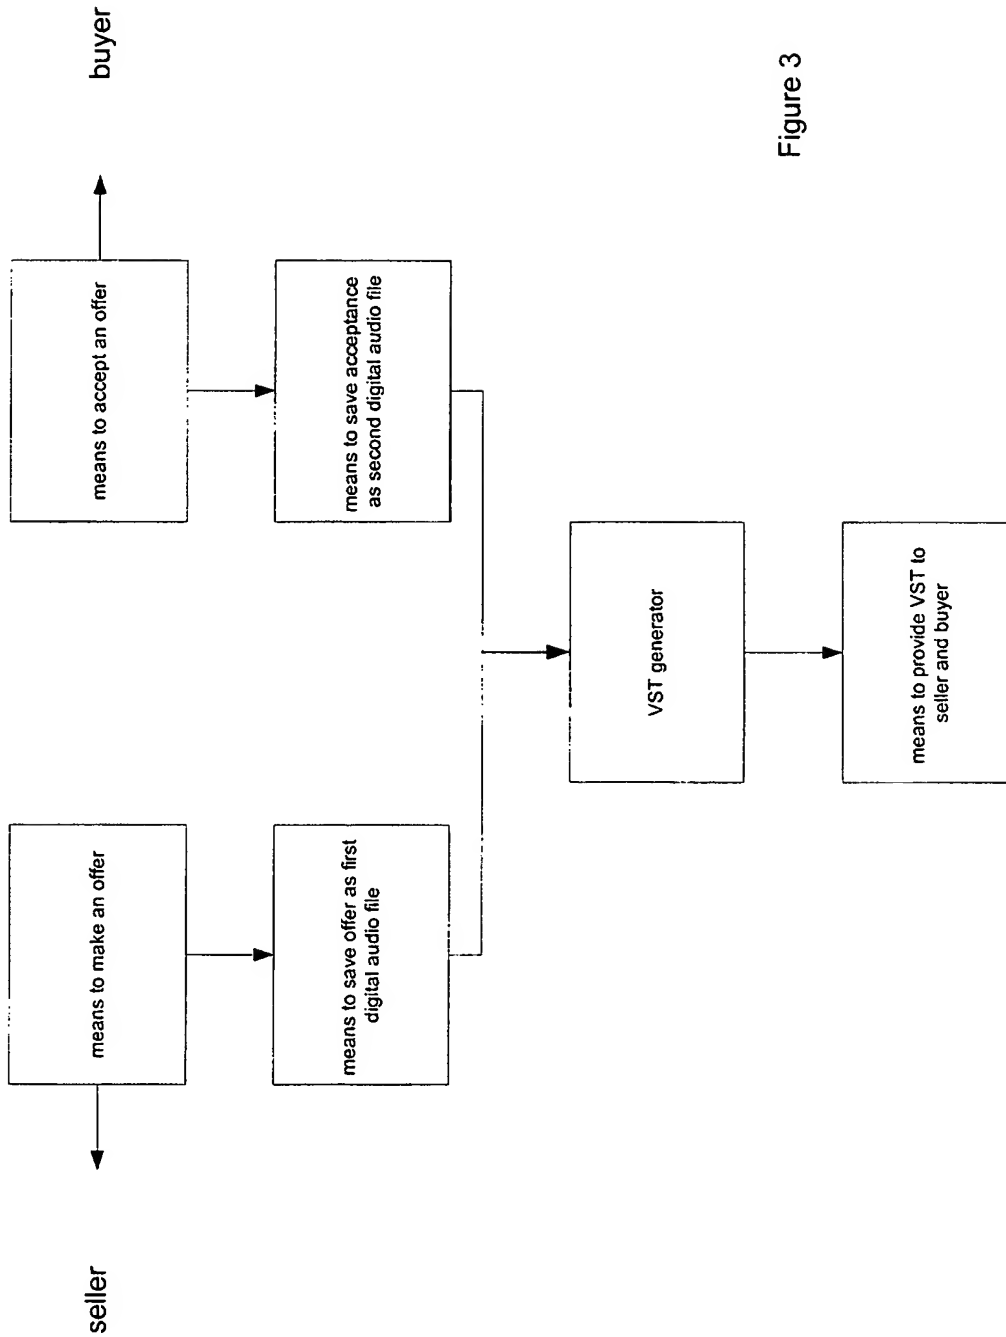 seller
buyer
means to make an offer
means to accept an offer
means to save offer as first
digital audio file
means to save acceptance
as second digital audio file
VST generator
means to provide VST to
seller and buyer
Figure 3